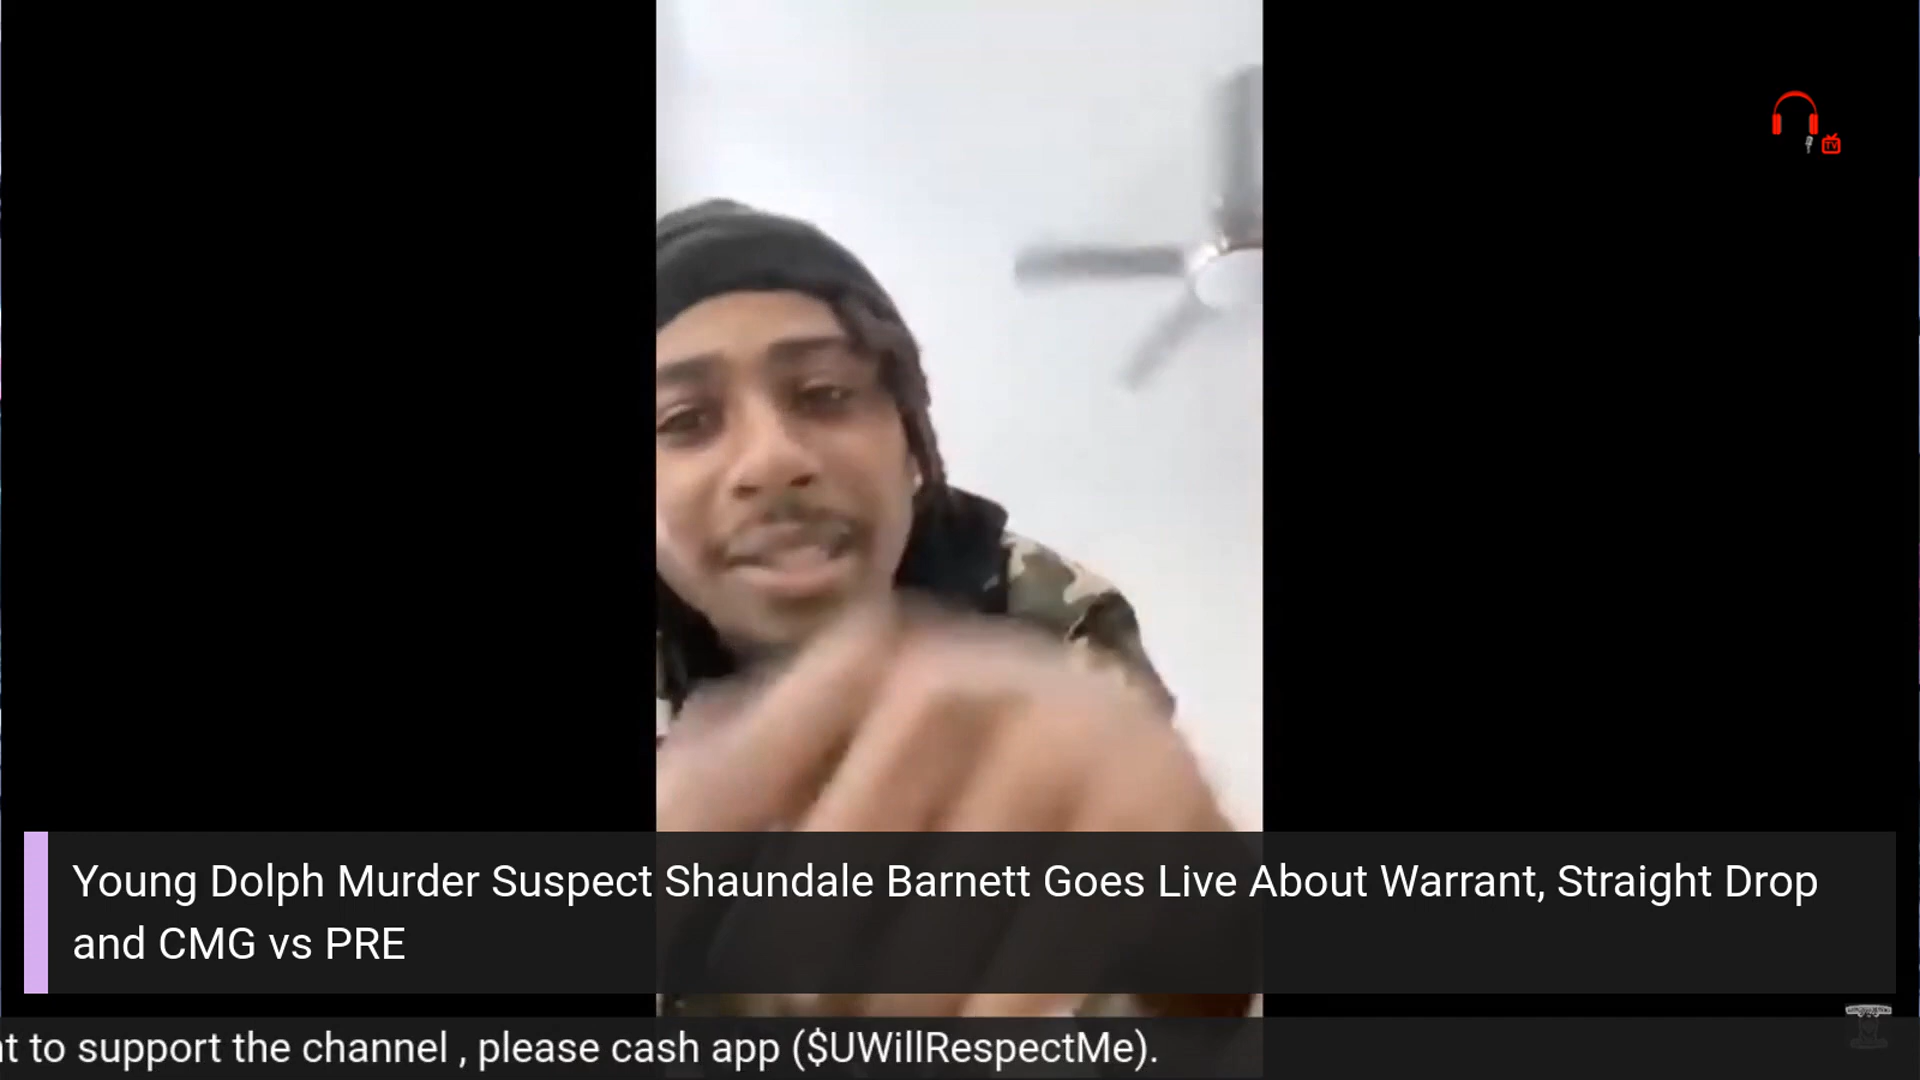 TV
Young Dolph Murder Suspect Shaundale Barnett Goes Live About Warrant, Straight Drop
and CMG vs PRE
to support the channel , please cash app ($UWillRespectMe).